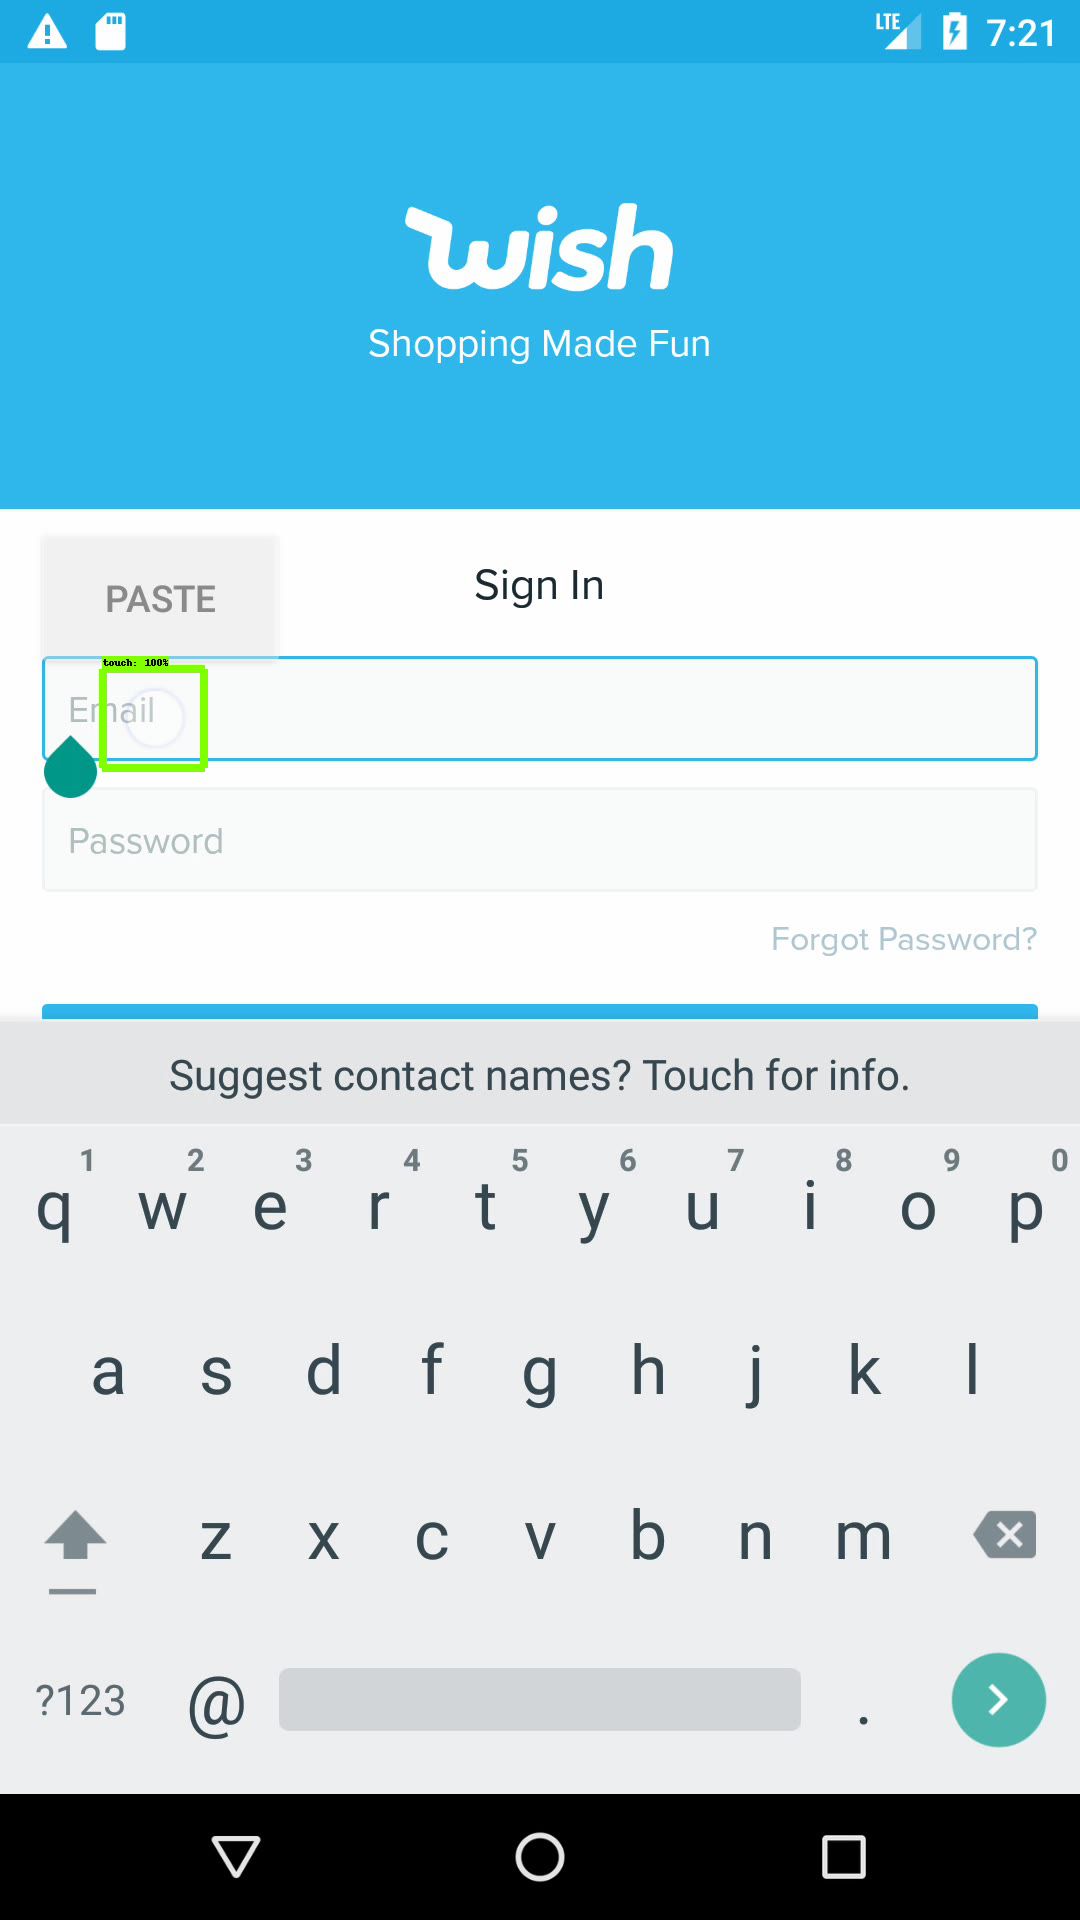 LTE 7:21
wish
Shopping Made Fun
PASTE
Sign In
touch: 100%
Email
Password
Forgot Password?
Suggest contact names? Touch for info.
1 2 3 4 5 6 7 8 9 0
q w e r t y u i o p
a s d f g h j k l
z x c v b n m
?123 @ .